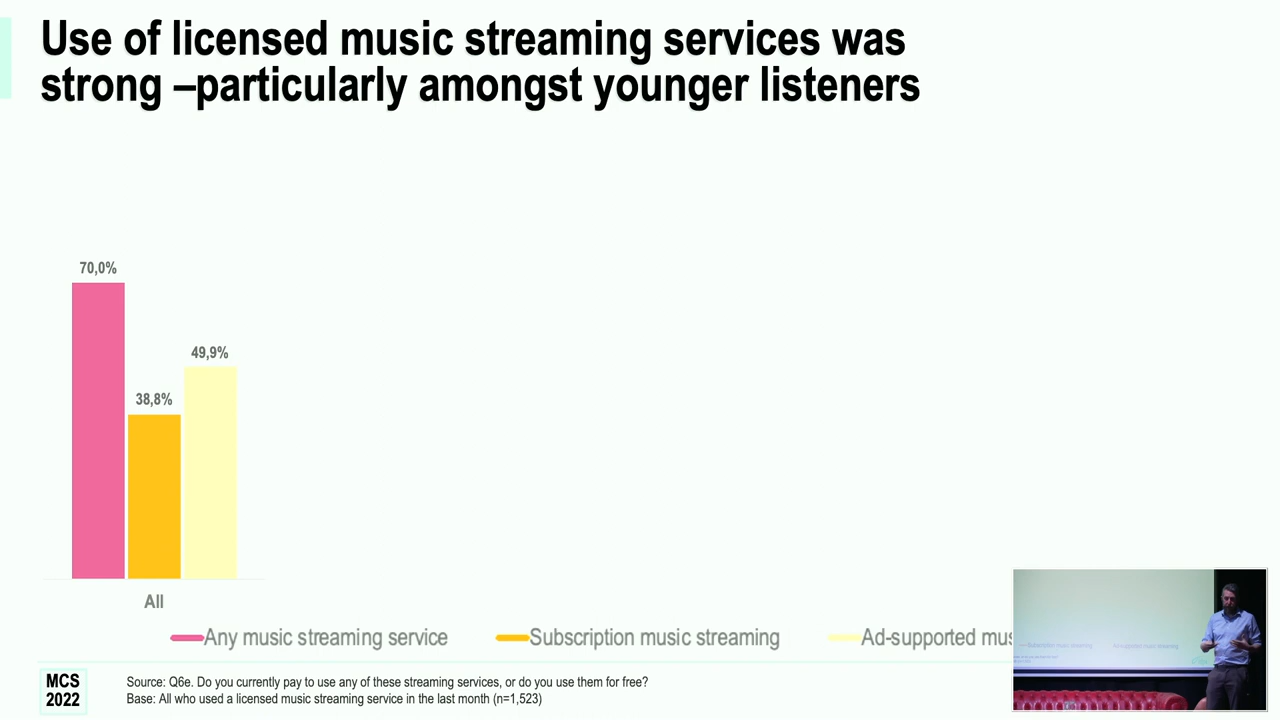 Use of licensed music streaming services was
strong –particularly amongst younger listeners
70,0%
38,8%
49,9%
All
Any music streaming service
Subscription music streaming
Ad-supported
MCS
2022
Source: Q6e. Do you currently pay to use any of these streaming services, or do you use them for free?
Base: All who used a licensed music streaming service in the last month (n=1,523)